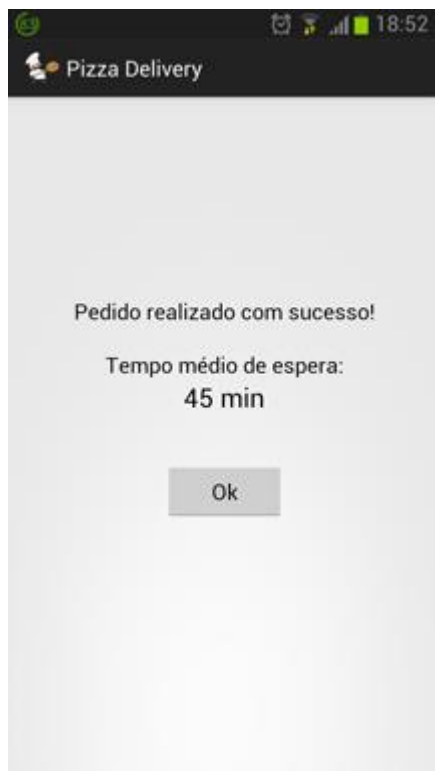 18:52
Pizza Delivery
Pedido realizado com sucesso!
Tempo médio de espera:
45 min
Ok